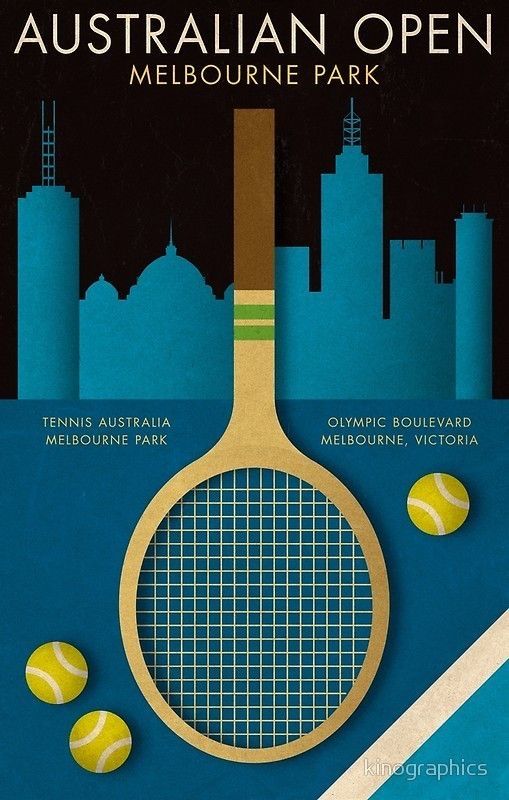 AUSTRALIAN OPEN
MELBOURNE PARK
TENNIS AUSTRALIA
MELBOURNE PARK
OLYMPIC BOULEVARD
MELBOURNE, VICTORIA
kinographics